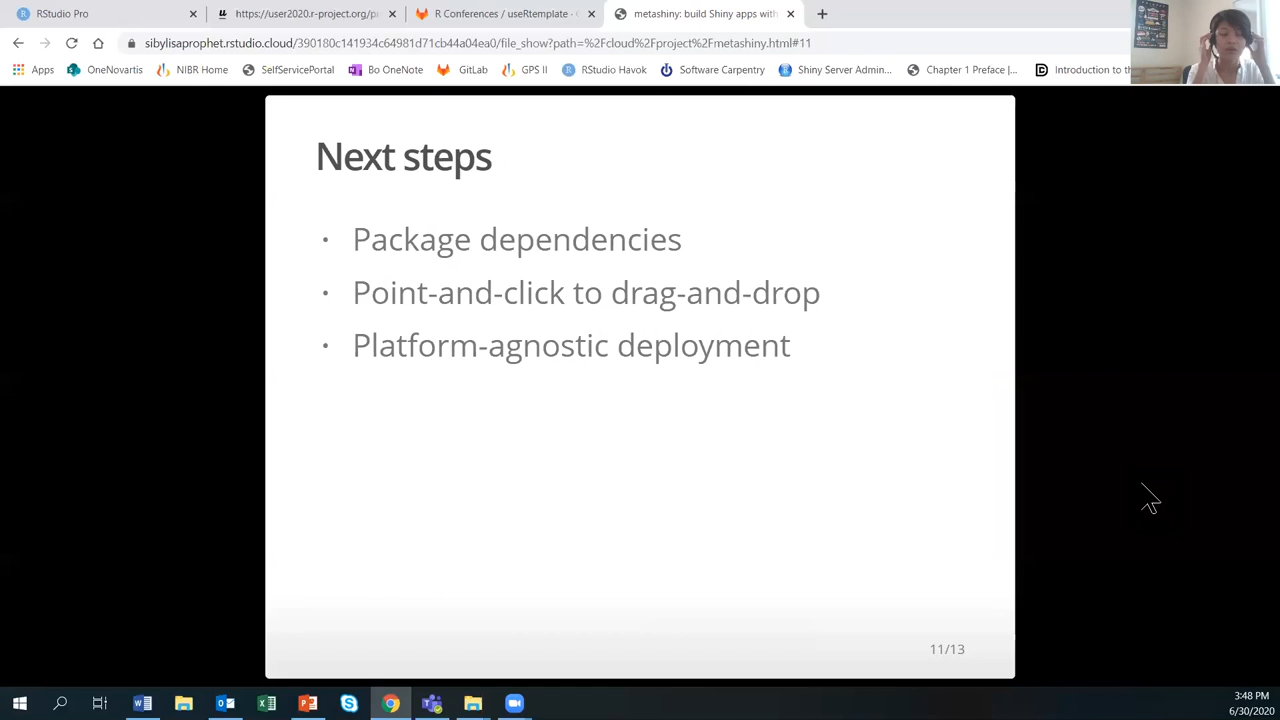 RStudio Pro
https://user2020.r-project.org/pr
R Conferences / useRtemplate ·
metashiny: build Shiny apps with
sibylisaprophet.rstudio.cloud/
file_show?path=%2Fcloud%2Fproject%2Fmetashiny.html#11
Apps
OneNovartis
NIBR Home
SelfServicePortal
Bo OneNote
GitLab
GPS II
RStudio Havok
Software Carpentry
Shiny Server Admin...
Chapter 1 Preface |...
Introduction to th
Next steps
· Package dependencies
· Point-and-click to drag-and-drop
· Platform-agnostic deployment
11/13
3:48 PM
6/30/2020